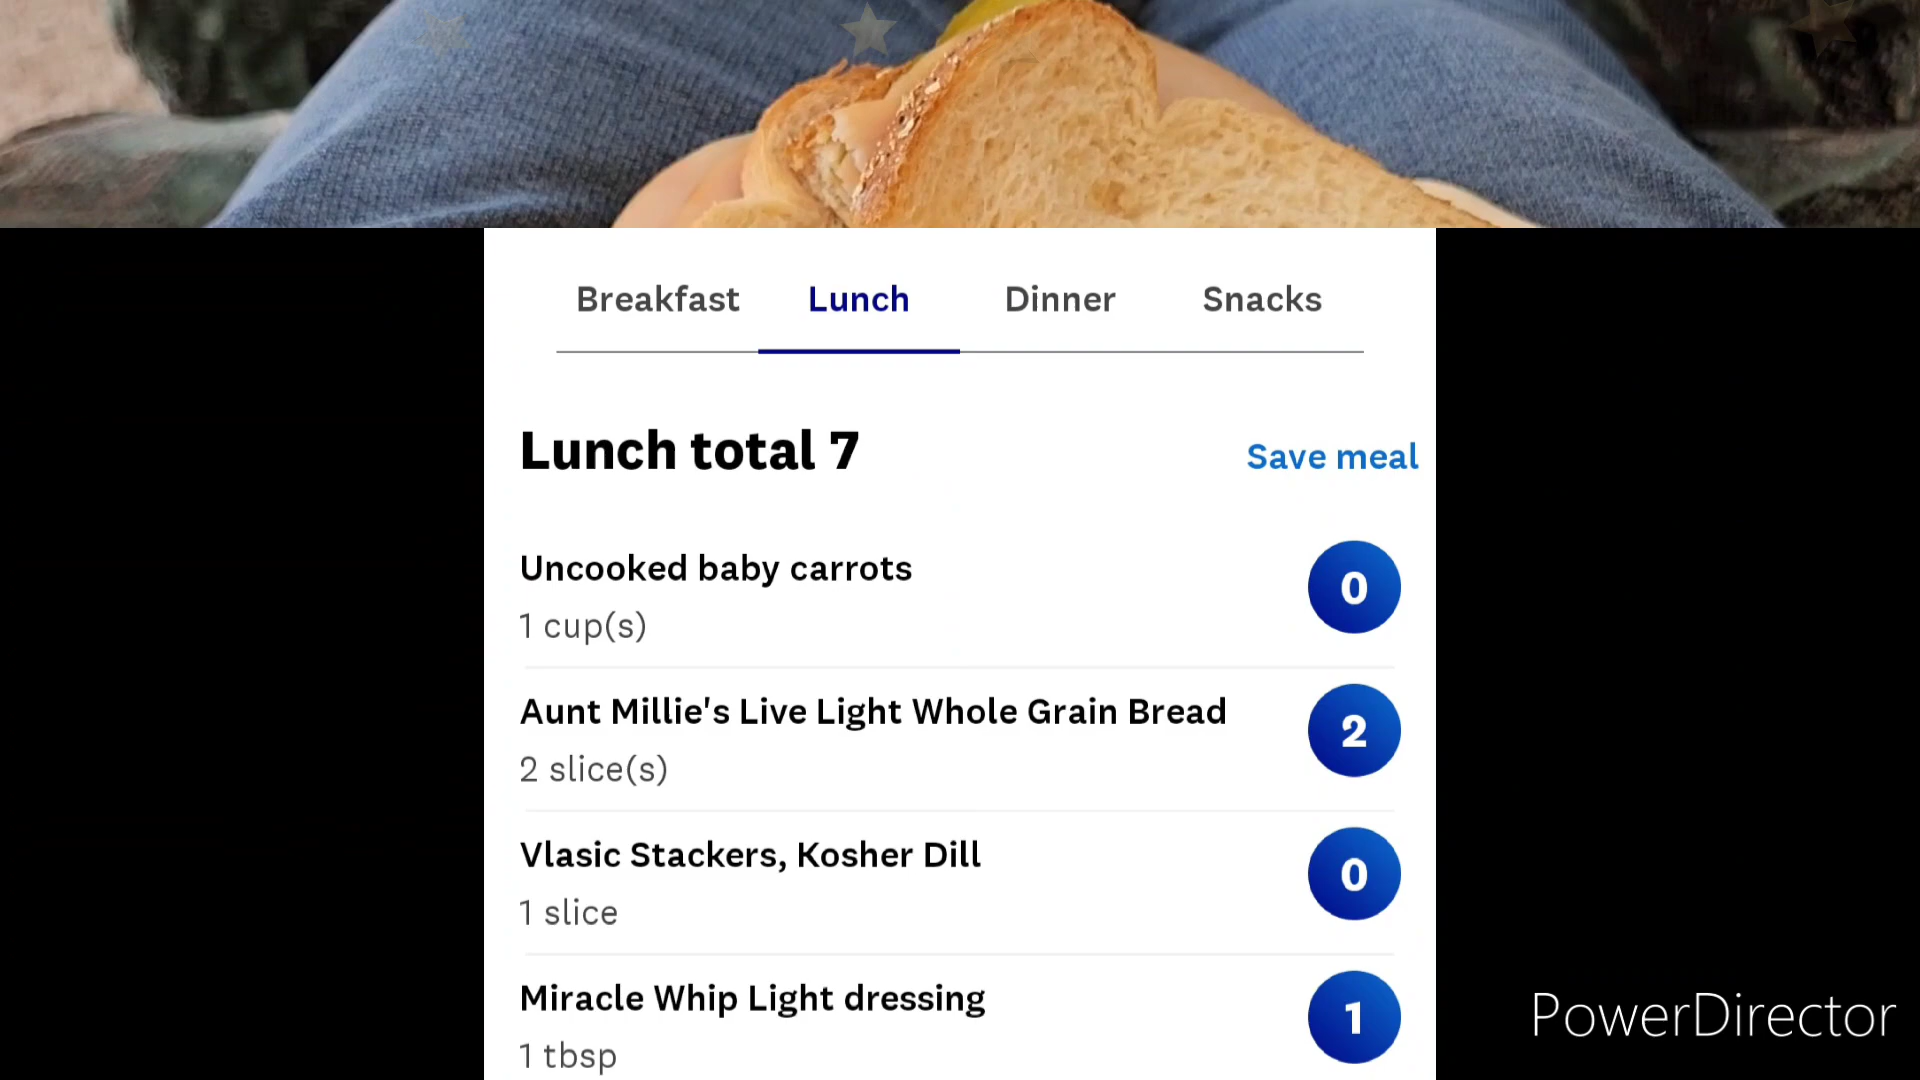 Breakfast Lunch Dinner Snacks
Lunch total 7 Save meal
Uncooked baby carrots 0
1 cup(s)
Aunt Millie's Live Light Whole Grain Bread 2
2 slice(s)
Vlasic Stackers, Kosher Dill 0
1 slice
Miracle Whip Light dressing 1
1 tbsp
PowerDirector